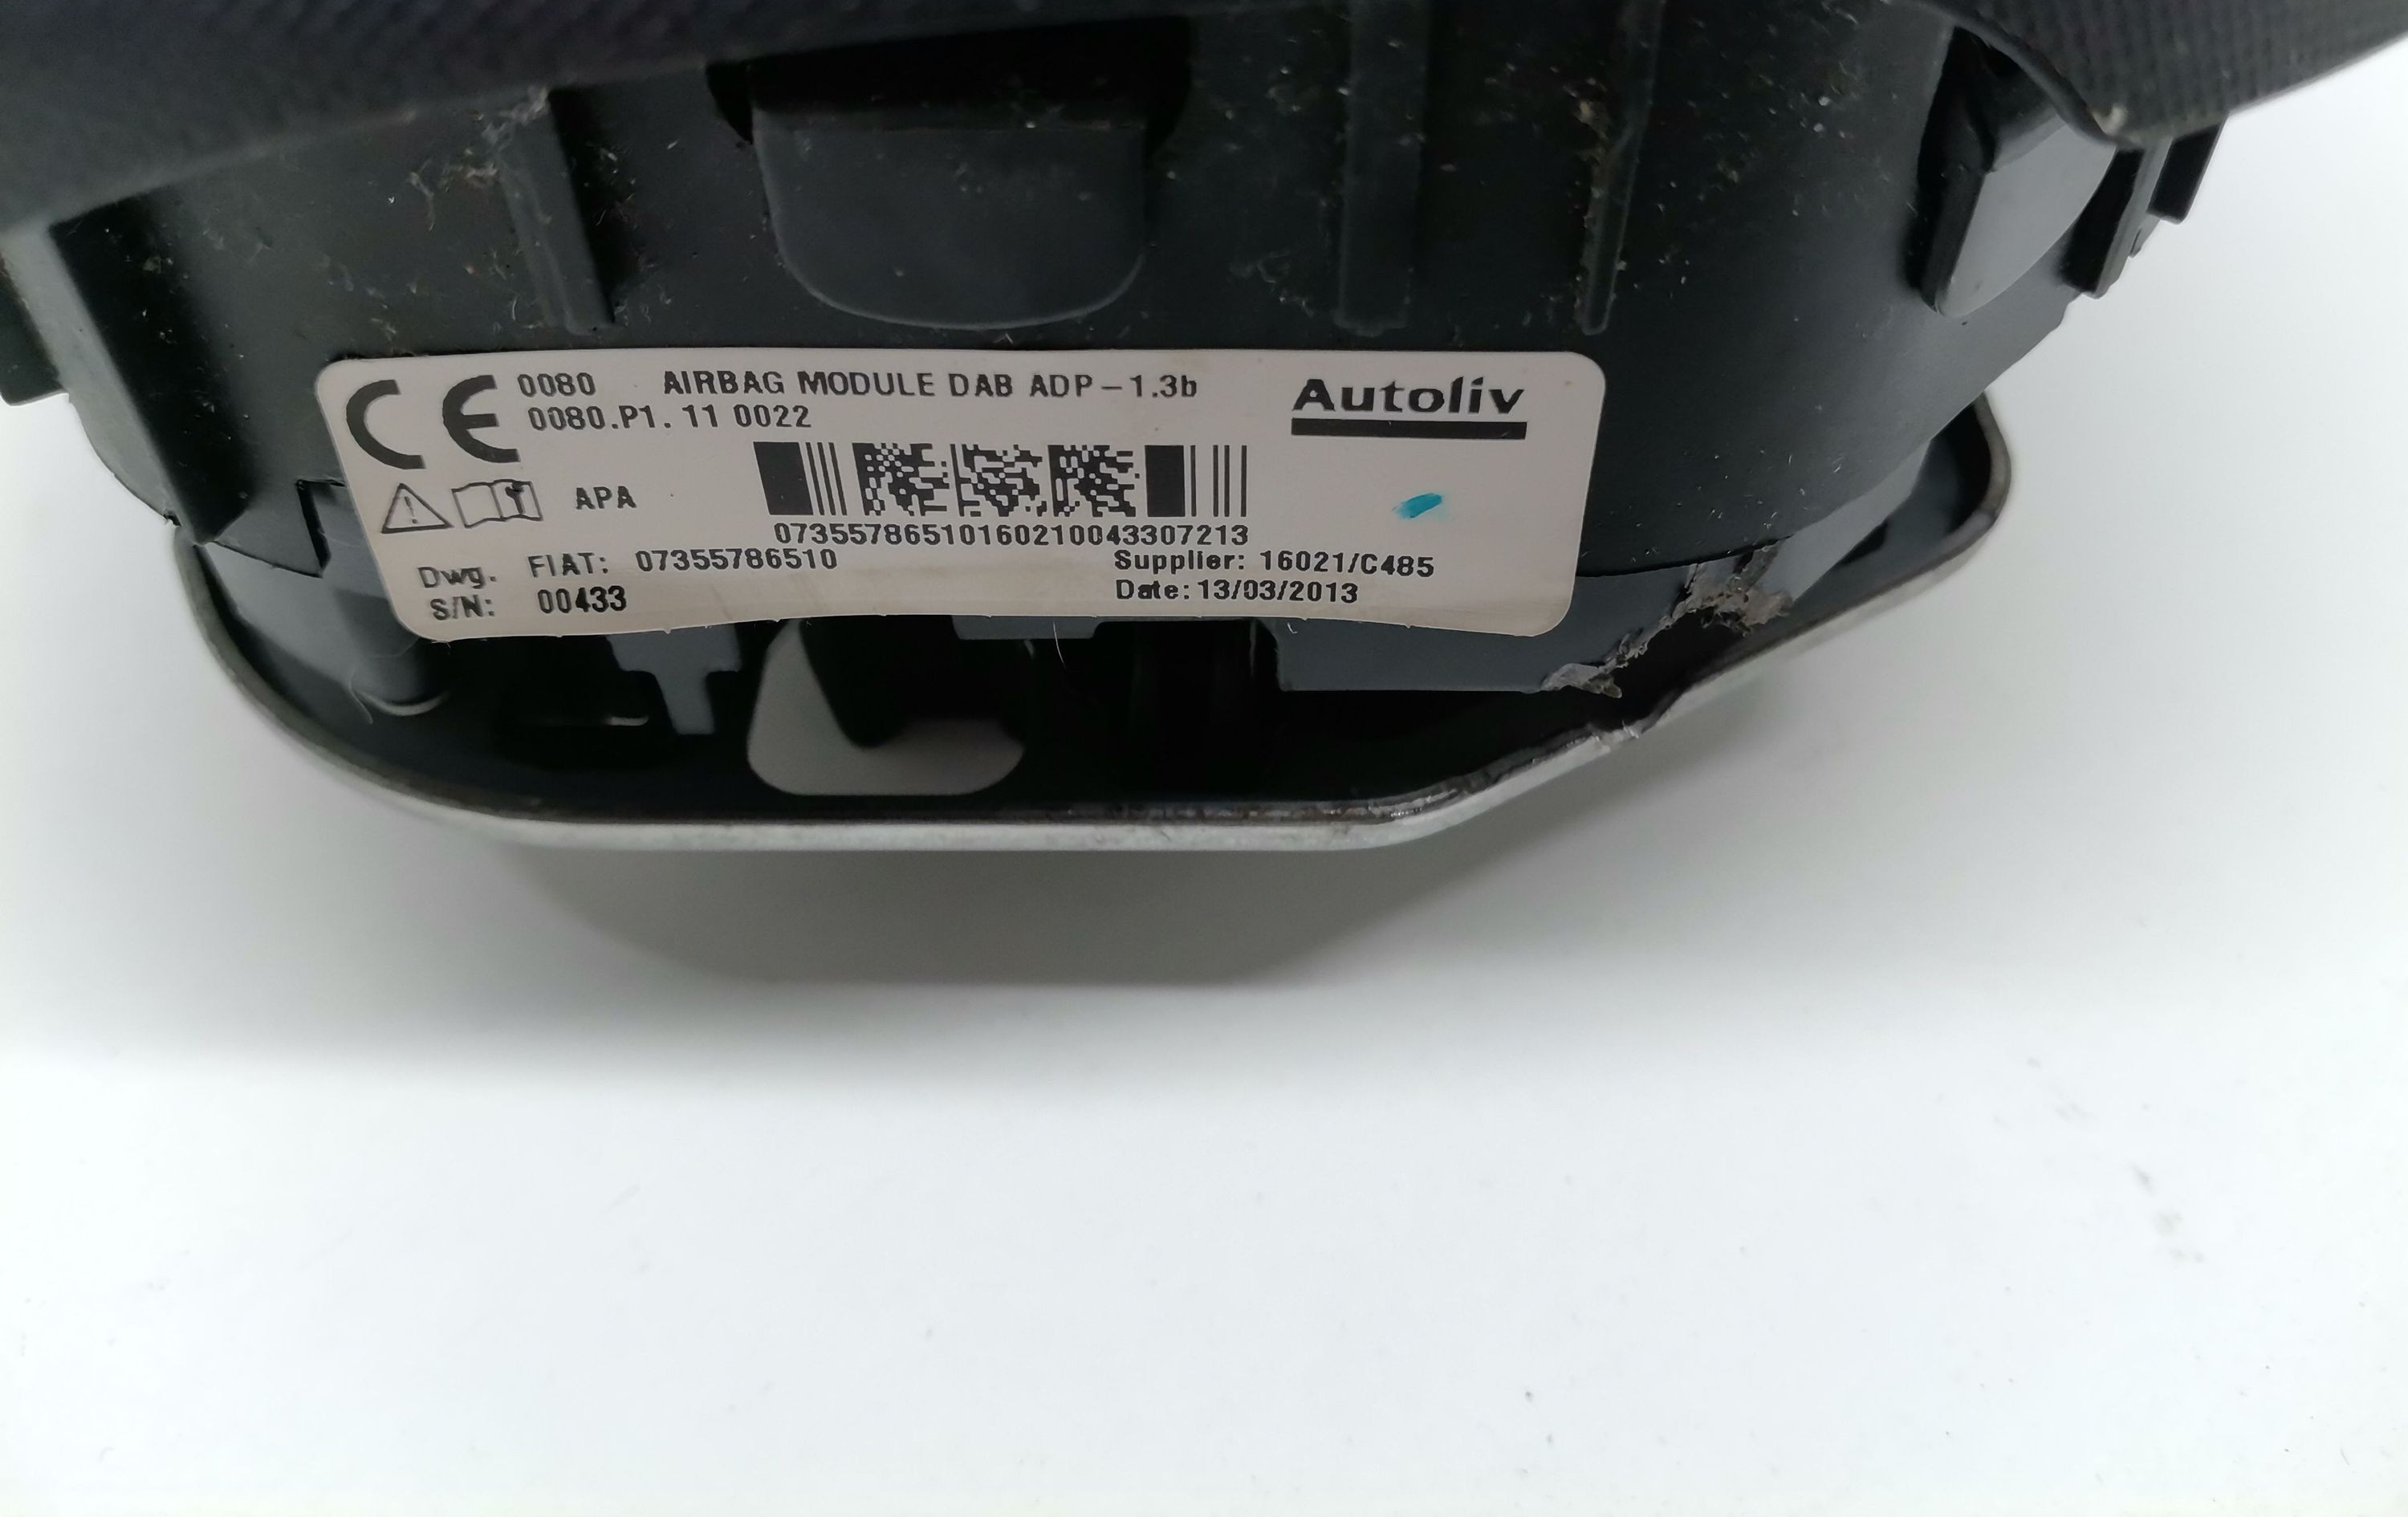 CE 0080 AIRBAG MODULE DAB ADP-1.3b
Autoliv
0080.P1. 11 0022
APA
07355786510160210043307213
Dwg. FIAT: 07355786510
Supplier: 16021/C485
S/N: 00433
Date: 13/03/2013